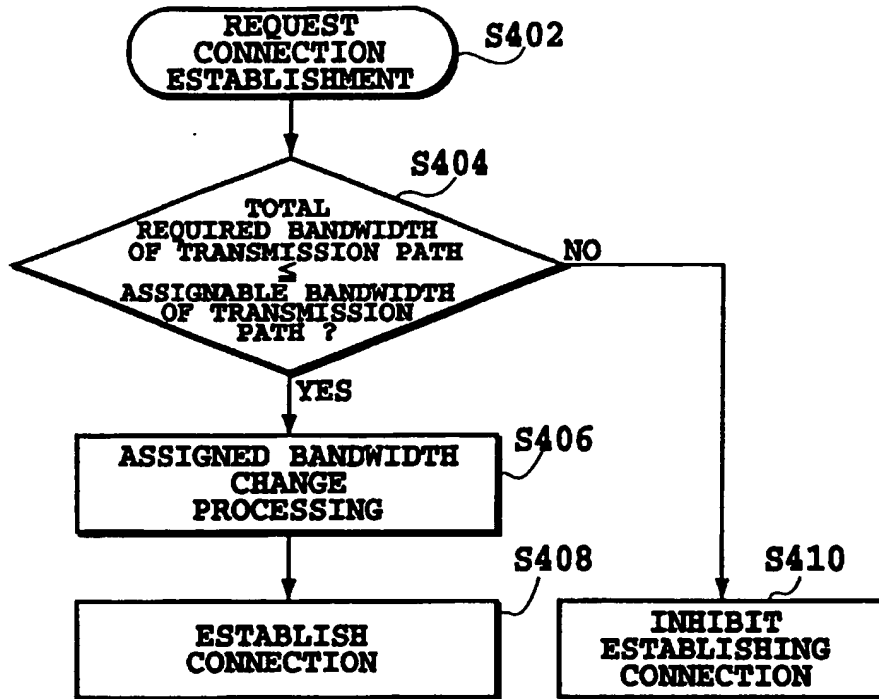 REQUEST
CONNECTION
ESTABLISHMENT
S402
S404
TOTAL
REQUIRED BANDWIDTH
OF TRANSMISSION PATH
≤
ASSIGNABLE BANDWIDTH
OF TRANSMISSION
PATH ?
NO
YES
S406
ASSIGNED BANDWIDTH
CHANGE
PROCESSING
S408
ESTABLISH
CONNECTION
S410
INHIBIT
ESTABLISHING
CONNECTION